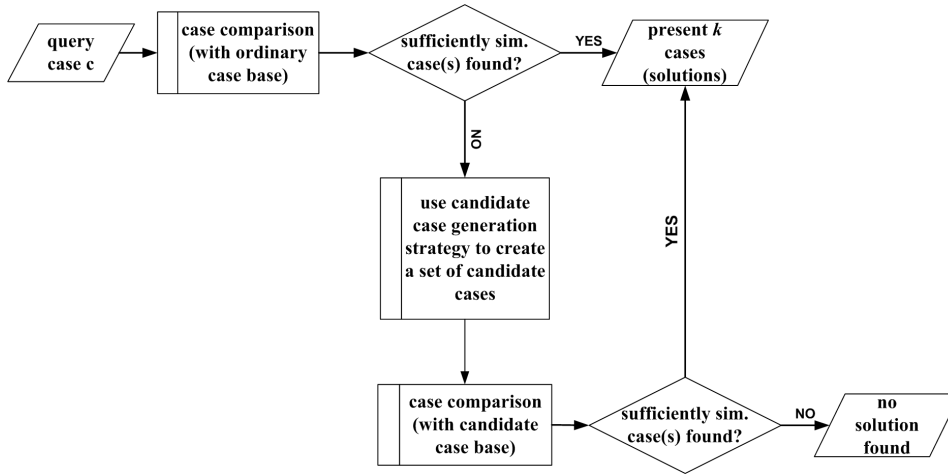 query
case c
case comparison
(with ordinary
case base)
sufficiently sim.
case(s) found?
YES
present k
cases
(solutions)
NO
use candidate
case generation
strategy to create
a set of candidate
cases
YES
case comparison
(with candidate
case base)
sufficiently sim.
case(s) found?
NO
no
solution
found